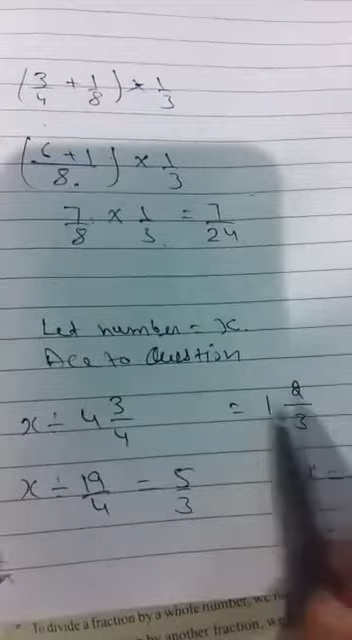 (3/4 + 1/8) × 1/3
(6+1/8) × 1/3
7/8 × 1/3 = 7/24
Let number = x.
Acc to Question
x ÷ 4 3/4 = 1 2/3
x ÷ 19/4 = 5/3
x =
To divide a fraction by a whole number, we
by another fraction, we